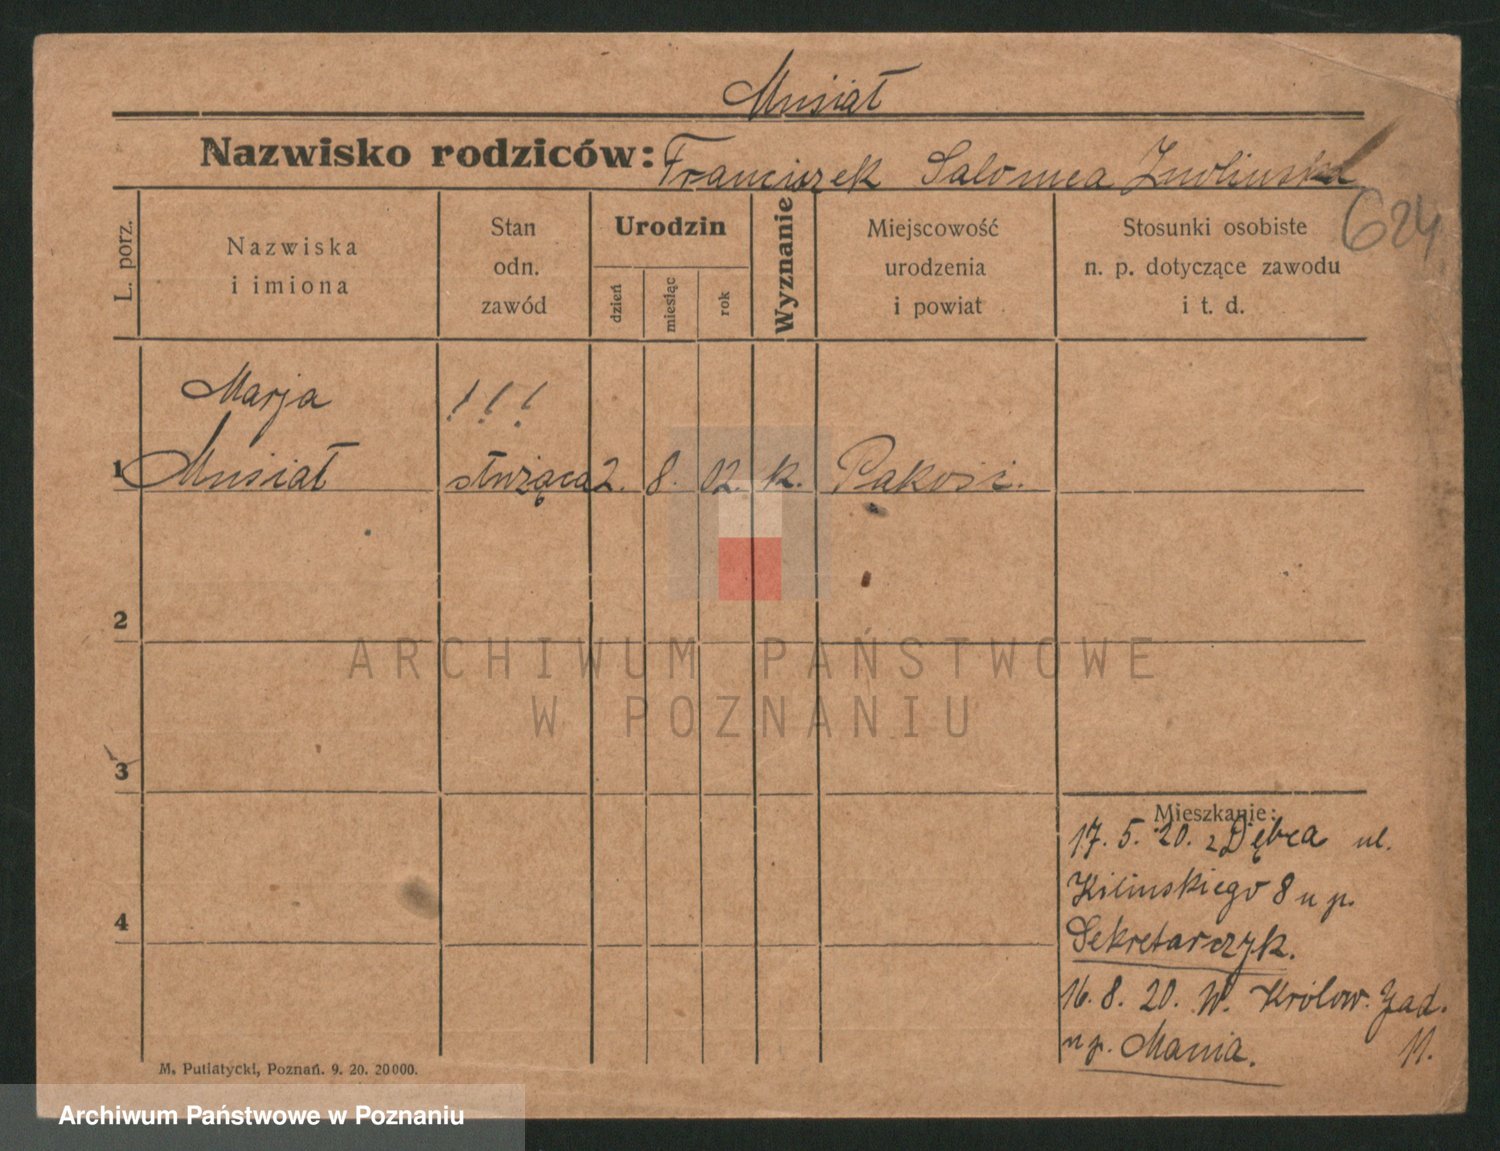 Musiał
Nazwisko rodziców: Franciszek Salomea
624
L. porz.
Nazwiska
i imiona
Stan
odn.
zawód
Urodzin
dzień
miesiąc
rok
Wyznanie
Miejscowość
urodzenia
i powiat
Stosunki osobiste
n. p. dotyczące zawodu
i t. d.
Marja !!!
1 Musiał służąca 2. 8. 02. k. Pakość.
2
ARCHIWUM PAŃSTWOWE
W POZNANIU
3
Mieszkanie:
17. 5. 20. z Dębca ul.
Kilinskiego 8 u p.
4
Sekretarczyk.
16. 8. 20. W. Królow. Jad.
u p. Mania. 11.
M. Putiatycki, Poznań. 9. 20. 20000.
Archiwum Państwowe w Poznaniu